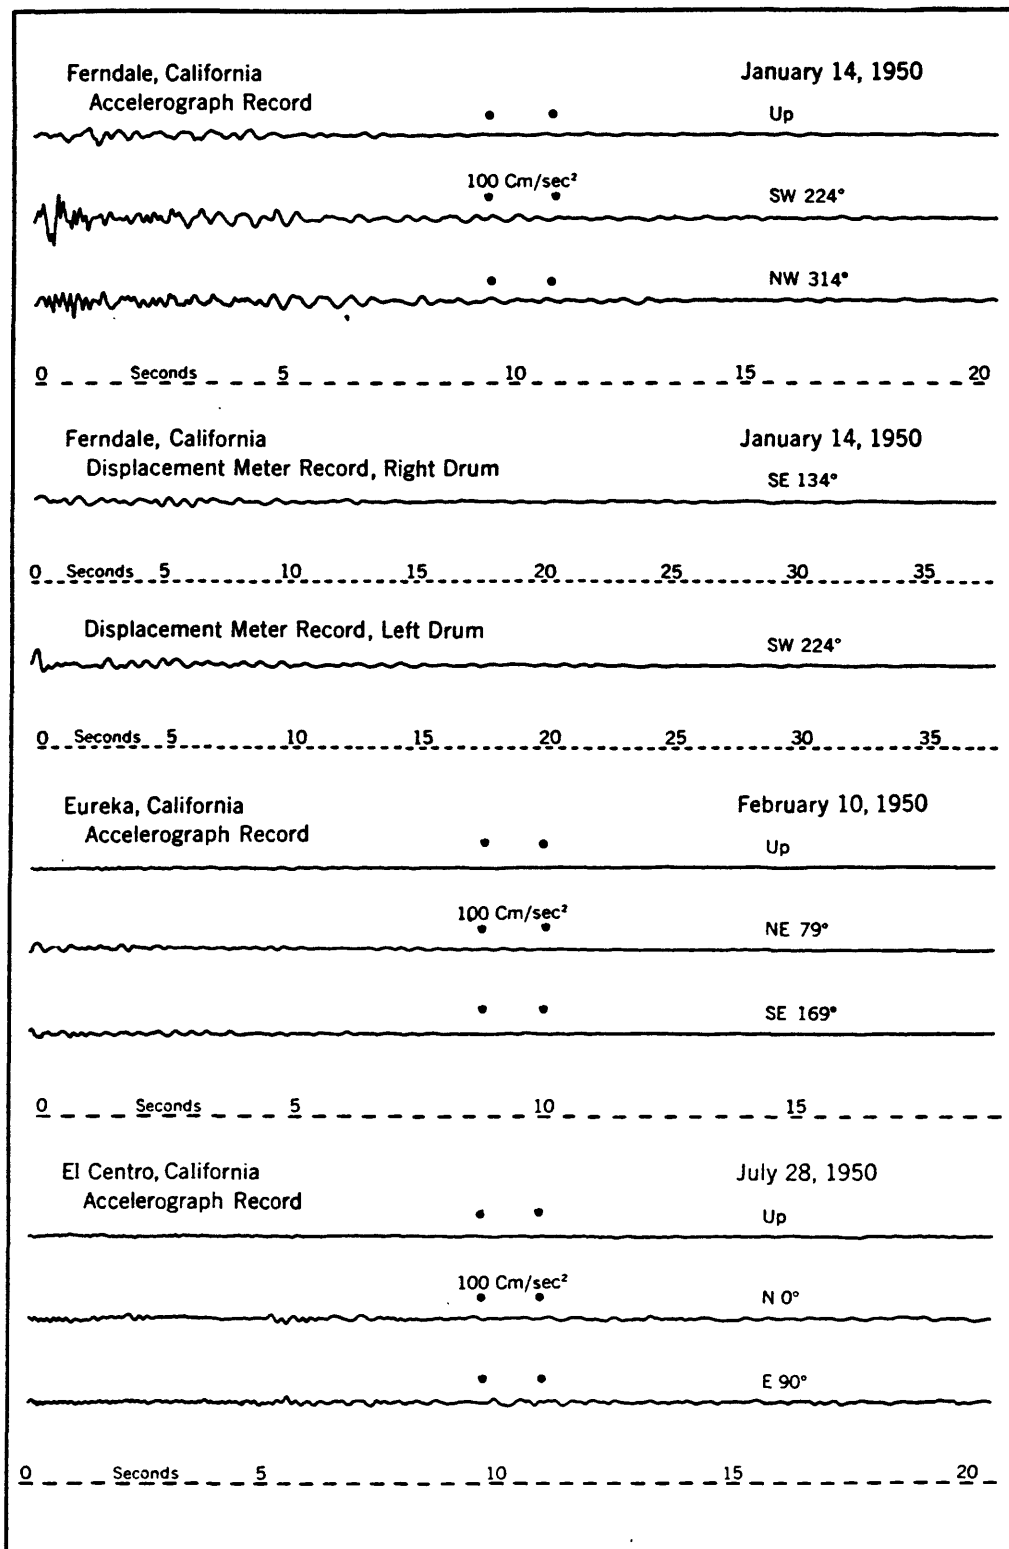 Ferndale, California January 14, 1950
Accelerograph Record
Up
100 Cm/sec²
SW 224°
NW 314°
0 Seconds 5 10 15 20
Ferndale, California January 14, 1950
Displacement Meter Record, Right Drum
SE 134°
0 Seconds 5 10 15 20 25 30 35
Displacement Meter Record, Left Drum
SW 224°
0 Seconds 5 10 15 20 25 30 35
Eureka, California February 10, 1950
Accelerograph Record
Up
100 Cm/sec²
NE 79°
SE 169°
0 Seconds 5 10 15
El Centro, California July 28, 1950
Accelerograph Record
Up
100 Cm/sec²
N 0°
E 90°
0 Seconds 5 10 15 20